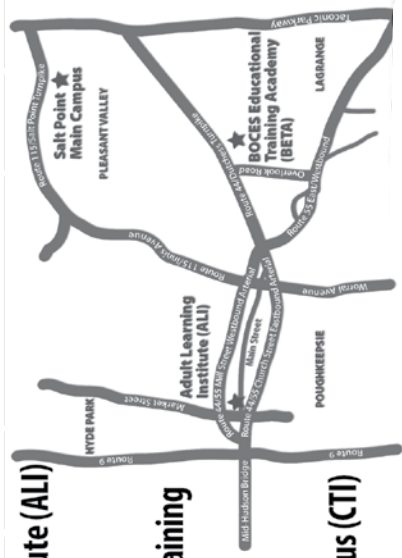 Taconic Parkway
Route 115/Salt Point Turnpike
Salt Point
Main Campus
PLEASANT VALLEY
Route 44/Dutchess Turnpike
BOCES Educational
Training Academy
(BETA)
LAGRANGE
Overlook Road
Route 55 East/Westbound
Route 115/Innis Avenue
Worral Avenue
Adult Learning
Institute (ALI)
Route 44/55 Mill Street Westbound Arterial
Main Street
Route 44/55 Church Street Eastbound Arterial
POUGHKEEPSIE
HYDE PARK
Market Street
Route 9
Route 9
Mid-Hudson Bridge
ute (ALI)
aining
us (CTI)